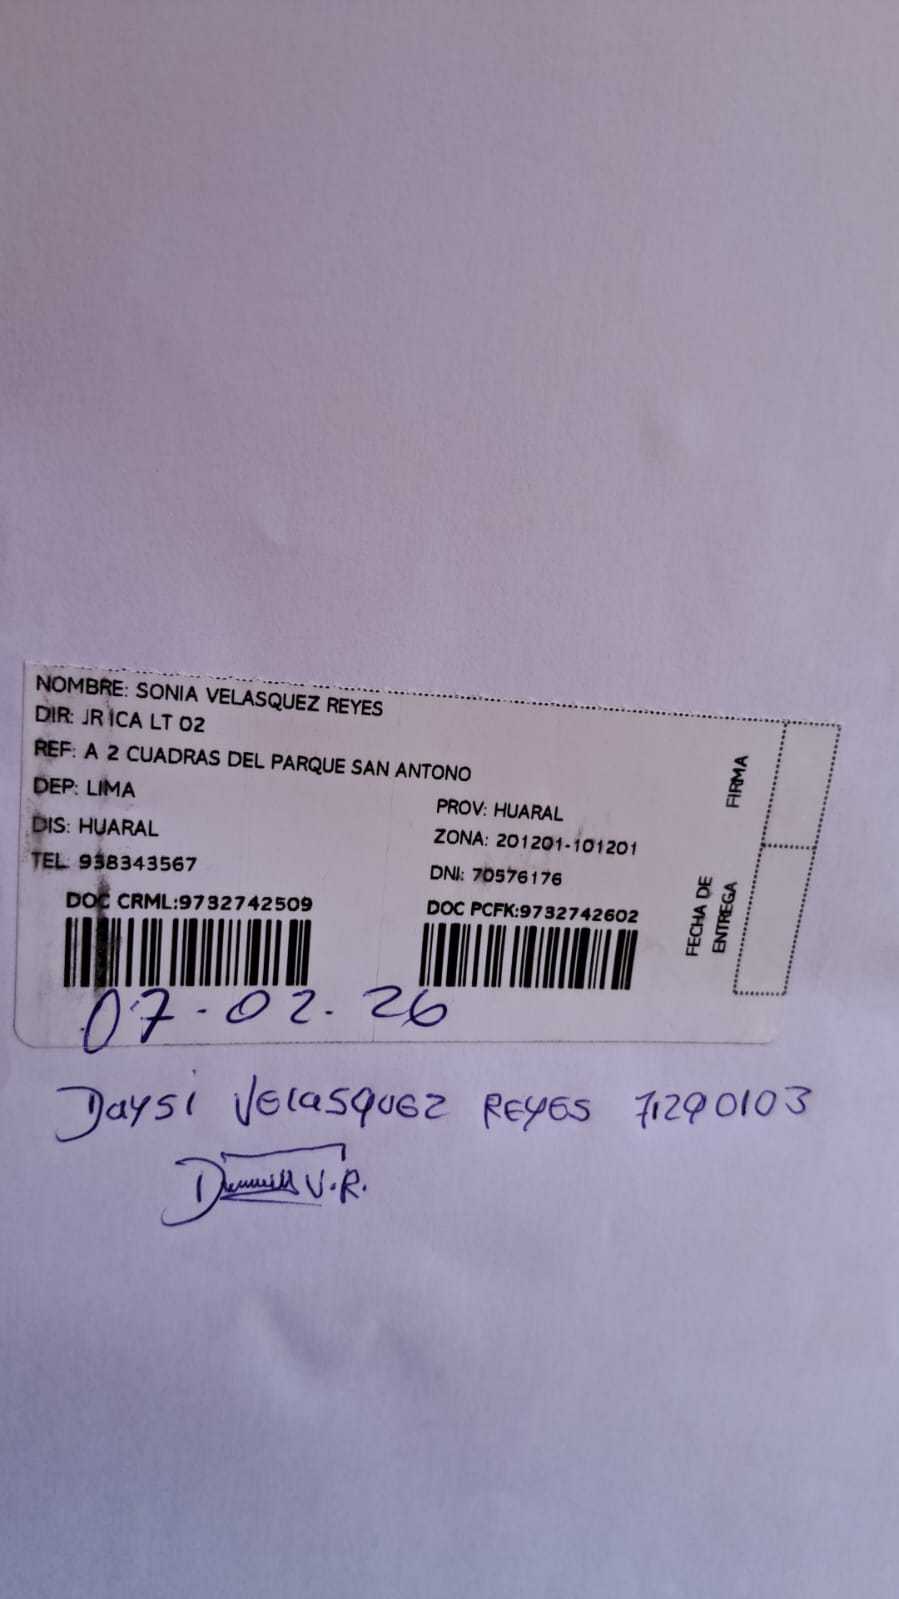 NOMBRE: SONIA VELASQUEZ REYES
DIR: JR ICA LT 02
REF: A 2 CUADRAS DEL PARQUE SAN ANTONO
DEP: LIMA
PROV: HUARAL
DIS: HUARAL
ZONA: 201201-101201
TEL: 938343567
DNI: 70576176
DOC CRML:9732742509
DOC PCFK:9732742602
FIRMA
FECHA DE
ENTREGA
07-02-26
Daysi Velasquez Reyes 71290103
V.R.